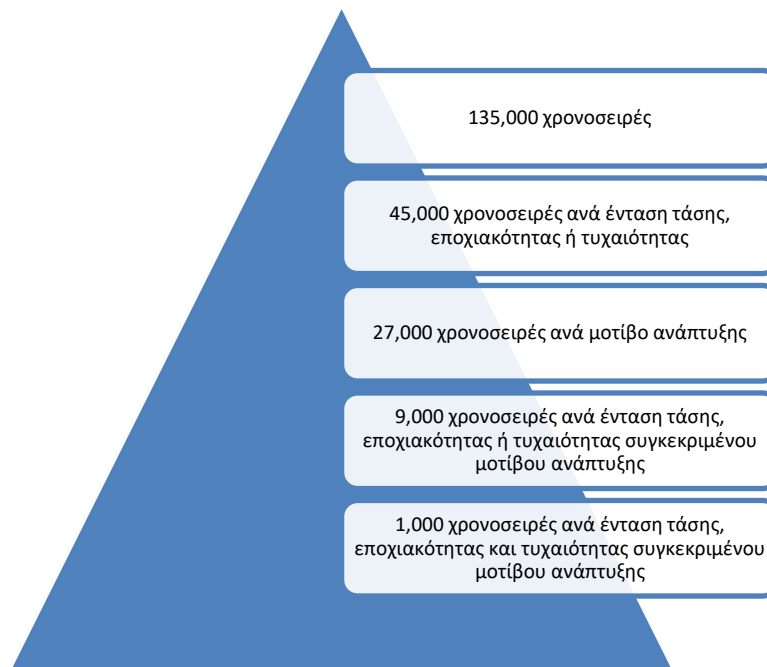 135,000 χρονοσειρές
45,000 χρονοσειρές ανά ένταση τάσης,
εποχιακότητας ή τυχαιότητας
27,000 χρονοσειρές ανά μοτίβο ανάπτυξης
9,000 χρονοσειρές ανά ένταση τάσης,
εποχιακότητας ή τυχαιότητας συγκεκριμένου
μοτίβου ανάπτυξης
1,000 χρονοσειρές ανά ένταση τάσης,
εποχιακότητας και τυχαιότητας συγκεκριμένου
μοτίβου ανάπτυξης